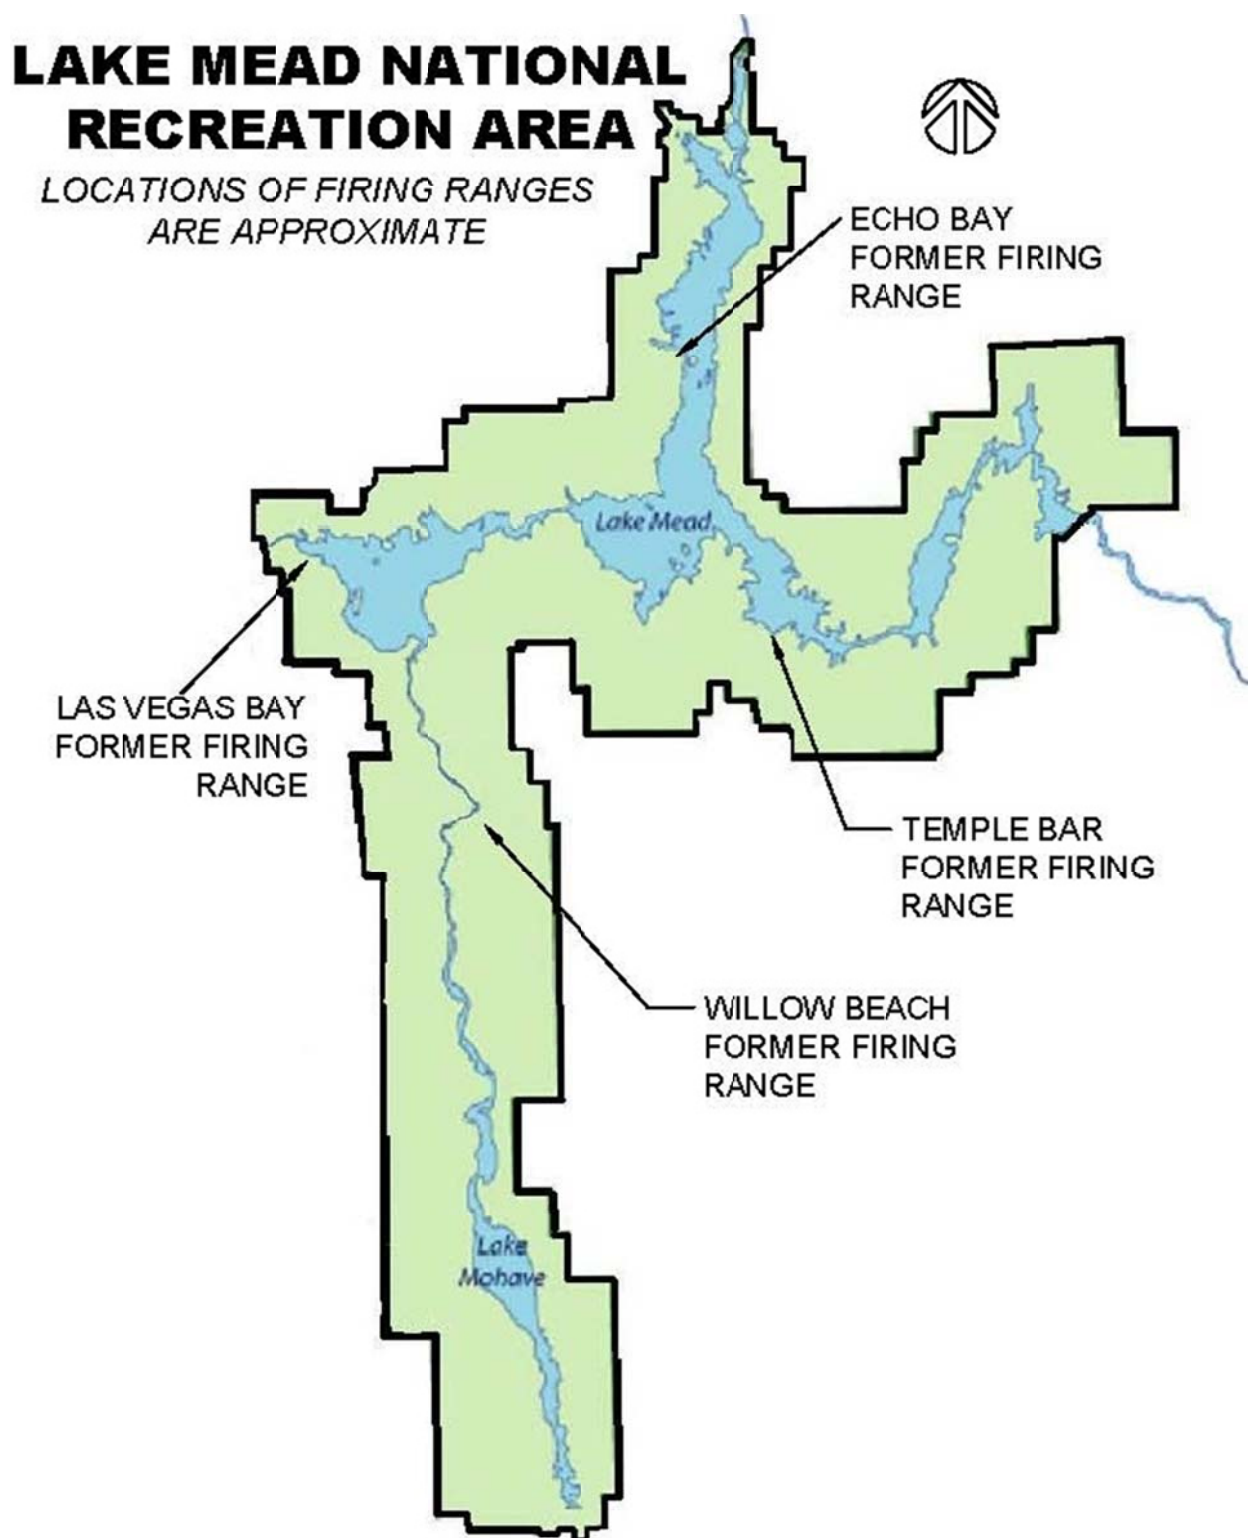 LAKE MEAD NATIONAL
RECREATION AREA
LOCATIONS OF FIRING RANGES
ARE APPROXIMATE
ECHO BAY
FORMER FIRING
RANGE
Lake Mead
LAS VEGAS BAY
FORMER FIRING
RANGE
TEMPLE BAR
FORMER FIRING
RANGE
WILLOW BEACH
FORMER FIRING
RANGE
Lake
Mohave